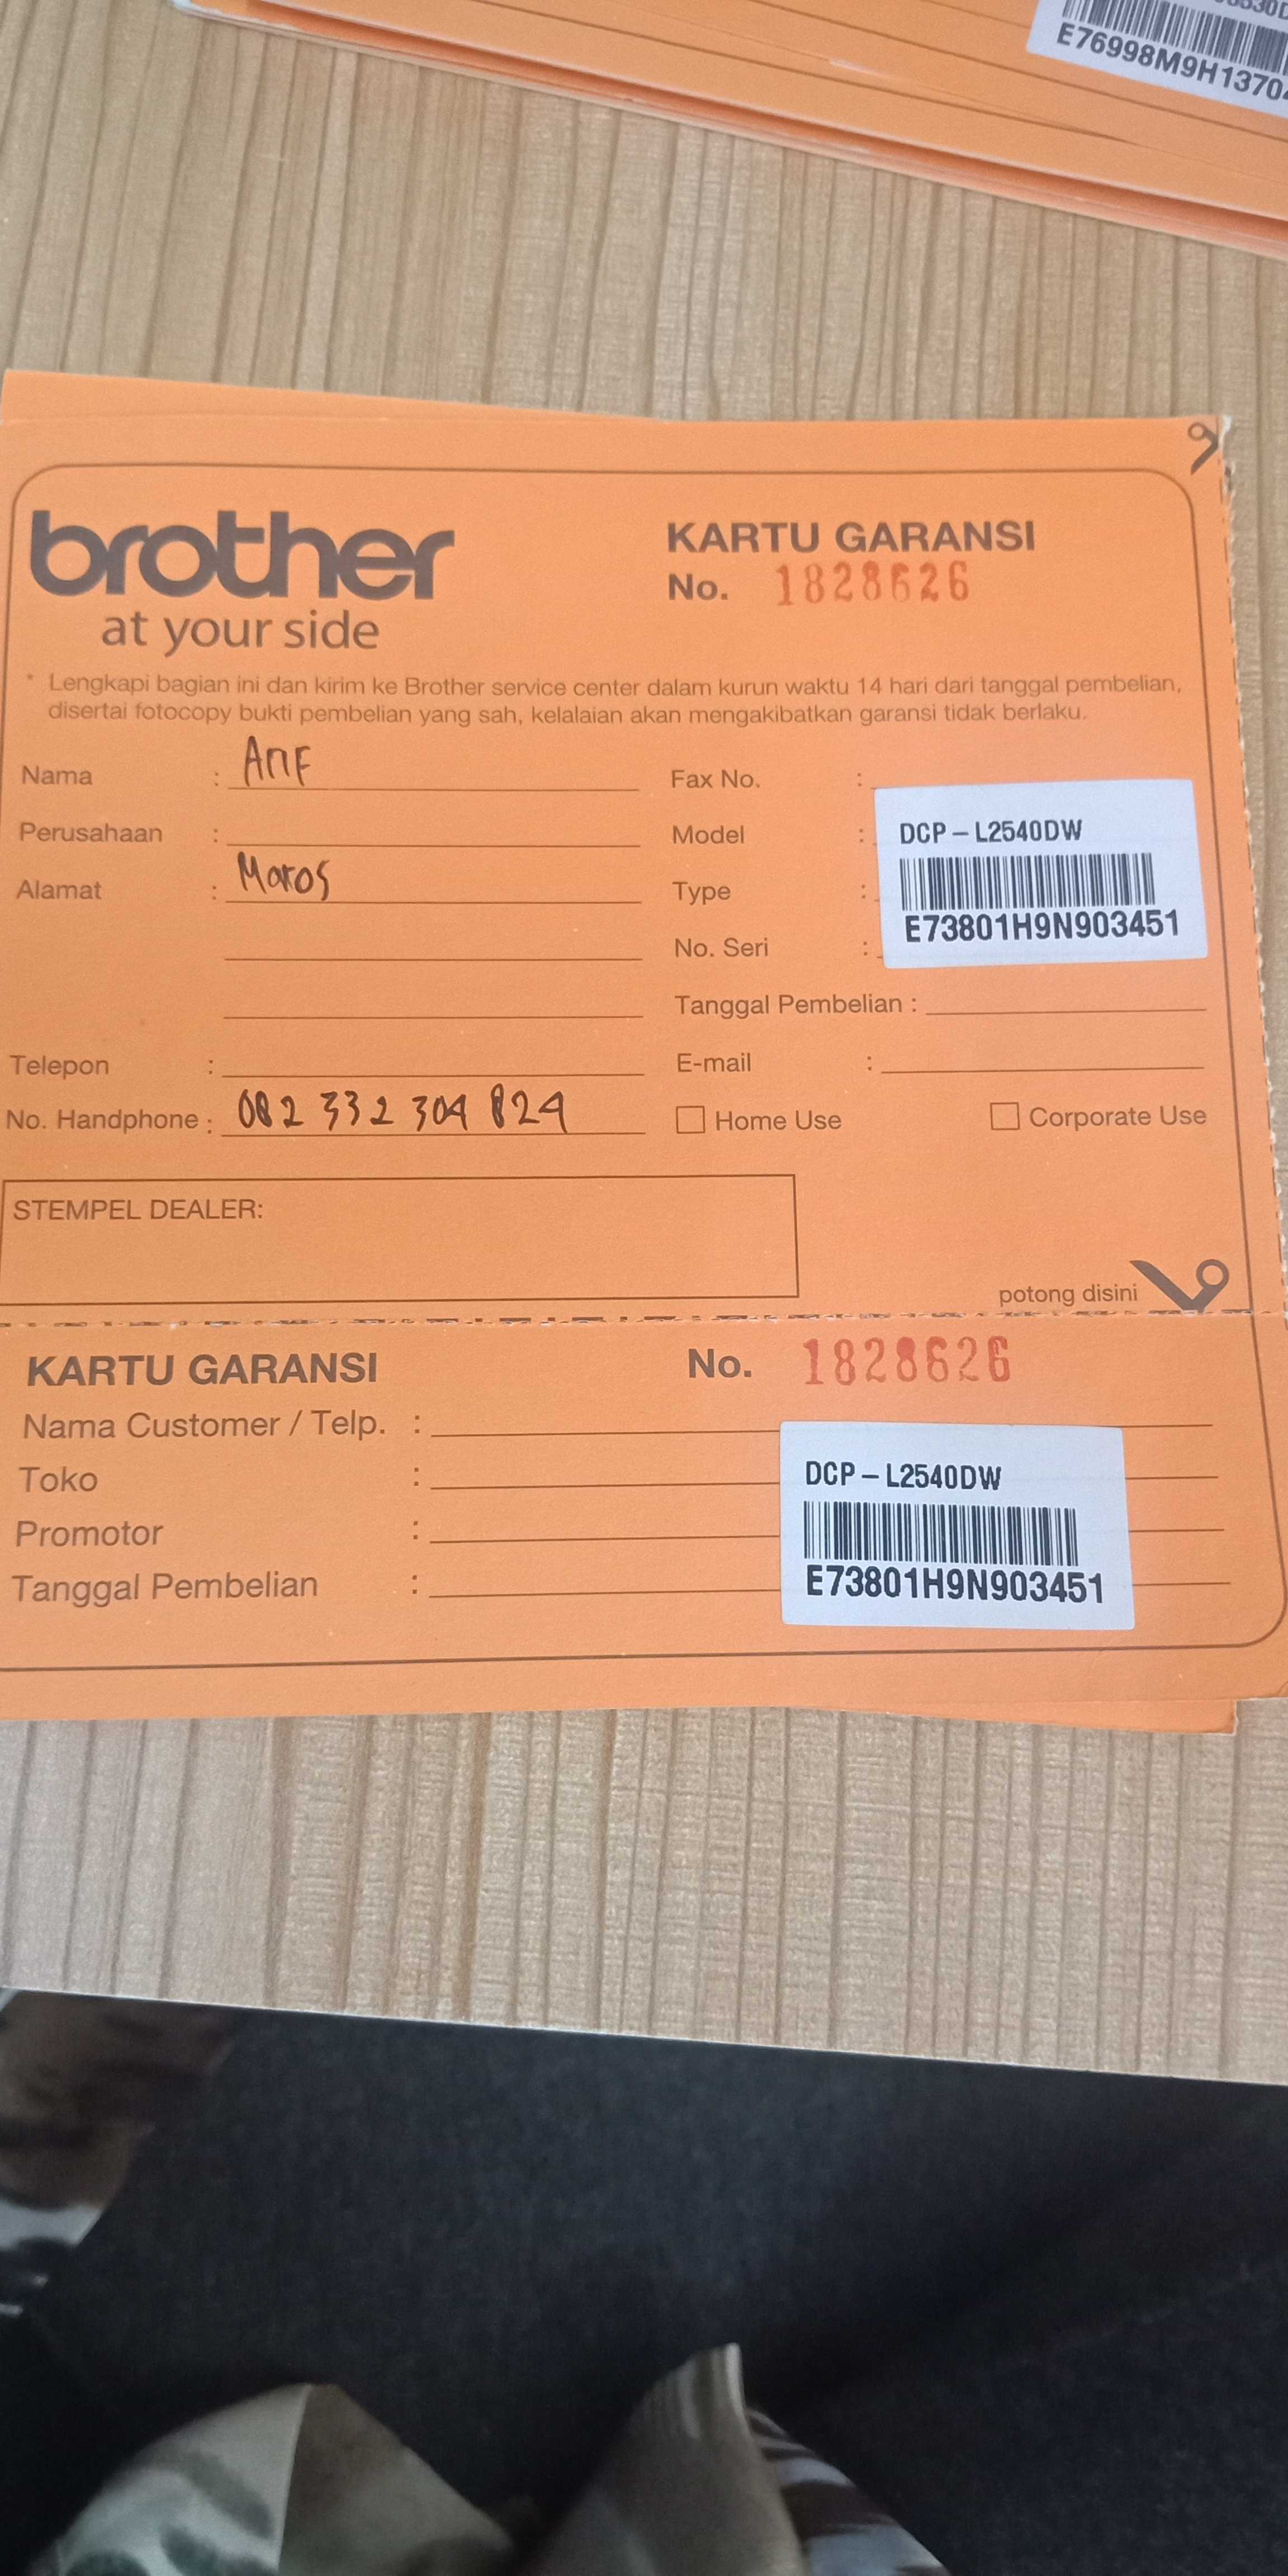 E76998M9H1370
brother
at your side
KARTU GARANSI
No. 1828626
* Lengkapi bagian ini dan kirim ke Brother service center dalam kurun waktu 14 hari dari tanggal pembelian,
disertai fotocopy bukti pembelian yang sah, kelalaian akan mengakibatkan garansi tidak berlaku.
Nama : Arif
Perusahaan :
Alamat : Maros
Telepon :
No. Handphone : 082 332 304 824
Fax No. :
Model : DCP - L2540DW
Type :
E73801H9N903451
No. Seri :
Tanggal Pembelian :
E-mail :
Home Use Corporate Use
STEMPEL DEALER:
potong disini
KARTU GARANSI No. 1828626
Nama Customer / Telp. :
Toko : DCP - L2540DW
Promotor :
Tanggal Pembelian : E73801H9N903451